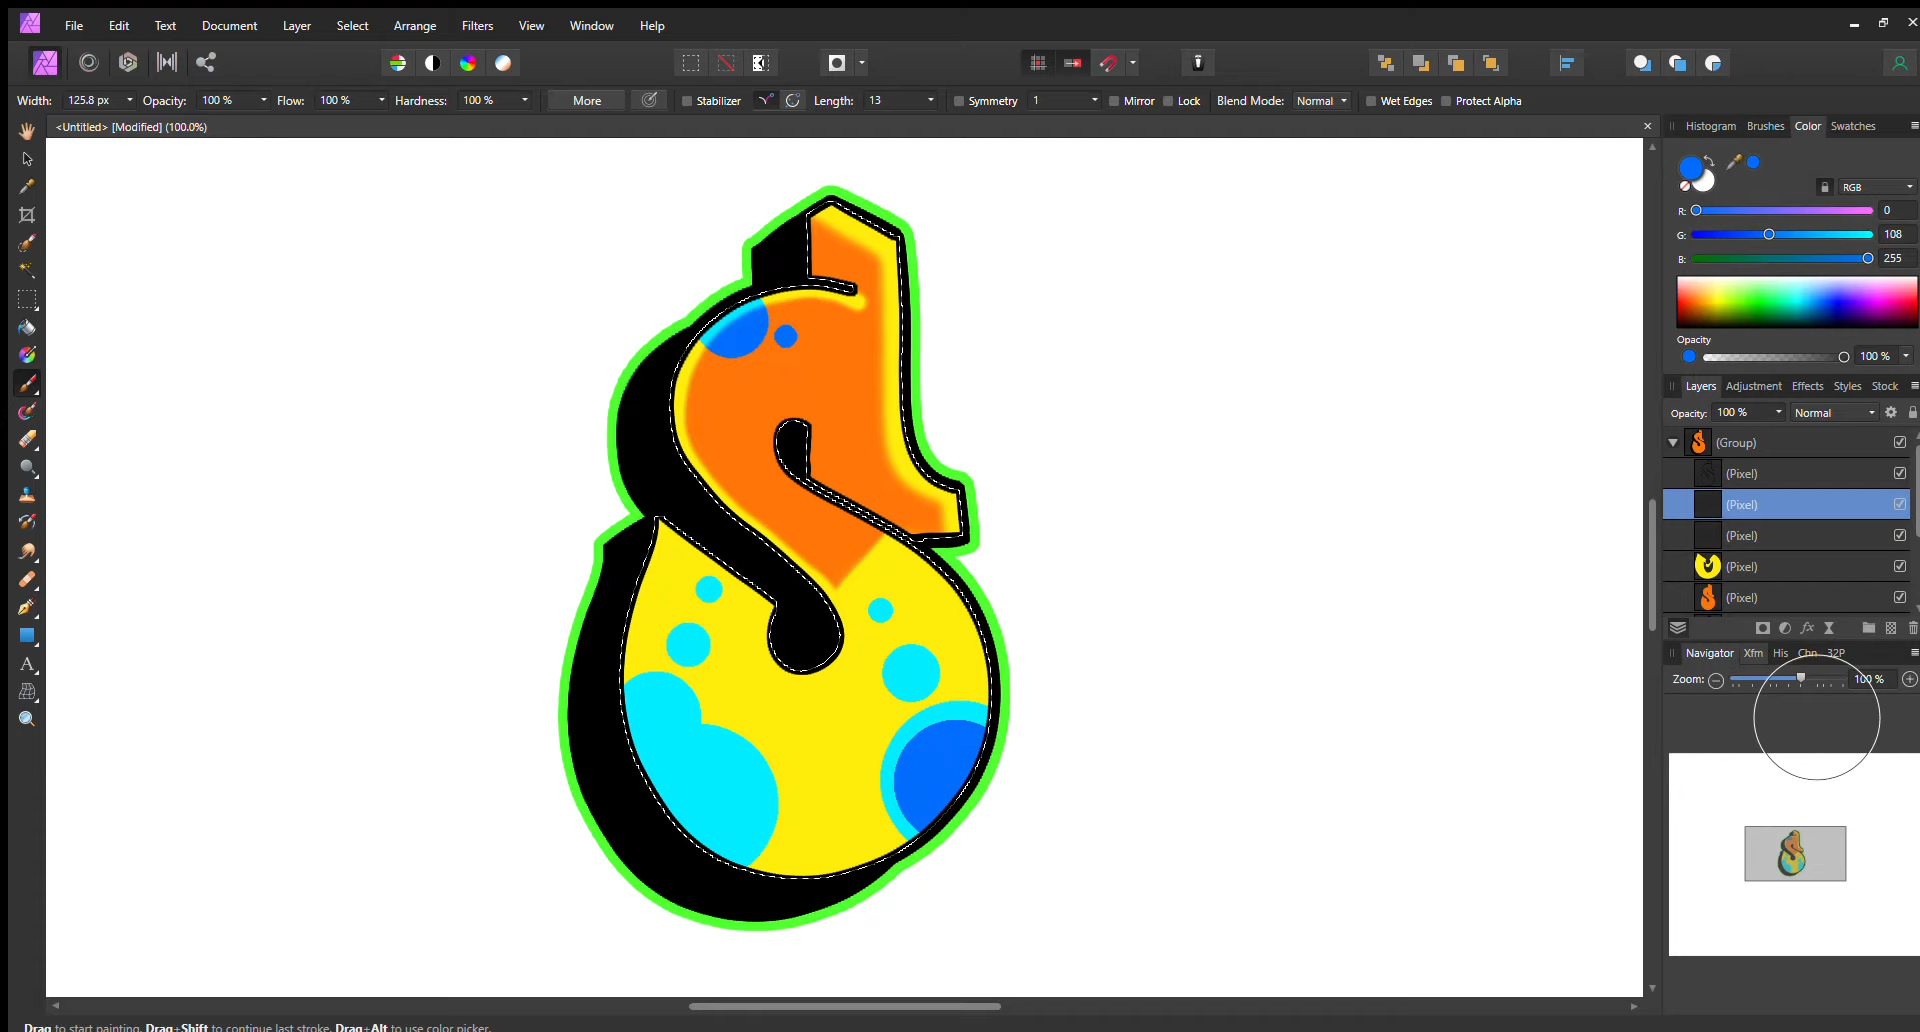 File Edit Text Document Layer Select Arrange Filters View Window Help
Width: 125.8 px Opacity: 100 % Flow: 100 % Hardness: 100 % More Stabilizer Length: 13 Symmetry 1 Mirror Lock Blend Mode: Normal Wet Edges Protect Alpha
<Untitled> [Modified] (100.0%)
Histogram Brushes Color Swatches
RGB
R: 0
G: 108
B: 255
Opacity
100 %
Layers Adjustment Effects Styles Stock
Opacity: 100 % Normal
(Group)
(Pixel)
(Pixel)
(Pixel)
(Pixel)
(Pixel)
Navigator Xfm His Chn 32P
Zoom: 100 %
Drag to start painting. Drag+Shift to continue last stroke. Drag+Alt to use color picker.